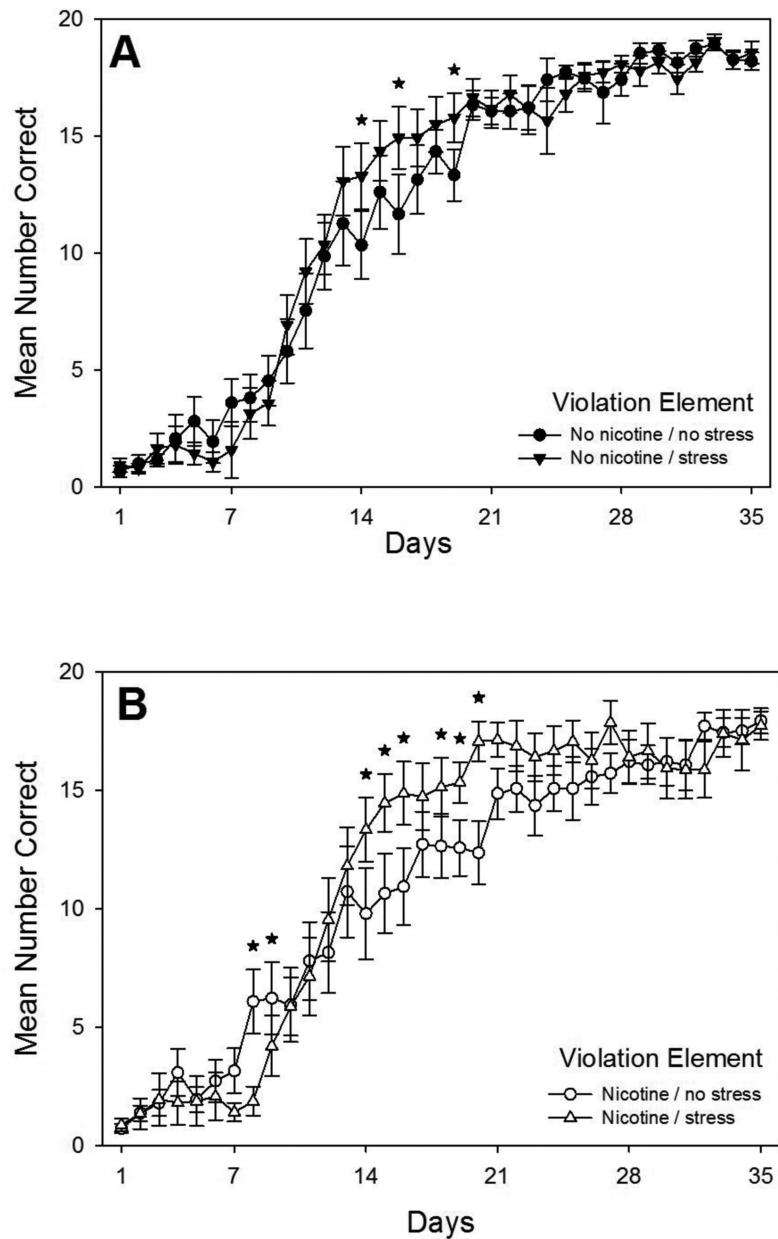 A
20
15
10
5
0
Mean Number Correct
Violation Element
No nicotine / no stress
No nicotine / stress
1 7 14 21 28 35
Days
B
20
15
10
5
0
Mean Number Correct
Violation Element
Nicotine / no stress
Nicotine / stress
1 7 14 21 28 35
Days